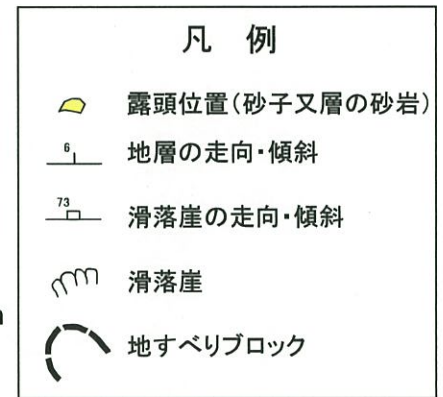 凡 例
露頭位置(砂子又層の砂岩)
6 地層の走向・傾斜
73 滑落崖の走向・傾斜
滑落崖
地すべりブロック